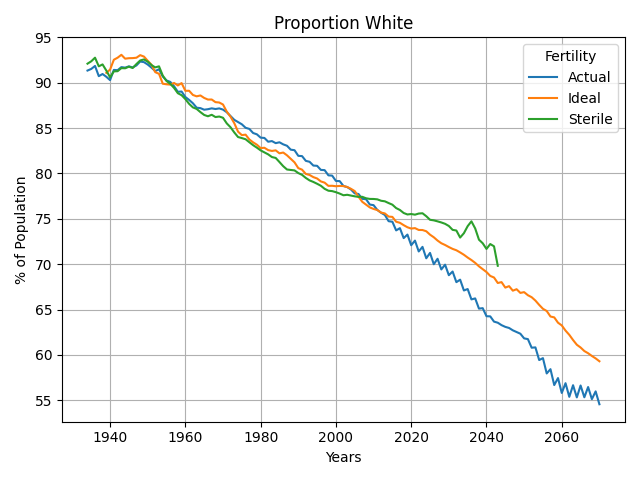 Proportion White
Fertility
Actual
Ideal
Sterile
% of Population
95
90
85
80
75
70
65
60
55
1940
1960
1980
2000
2020
2040
2060
Years